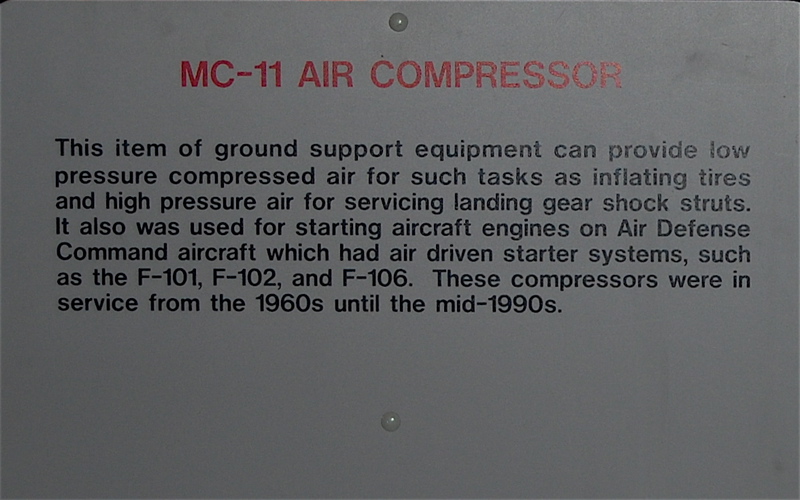 MC-11 AIR COMPRESSOR
This item of ground support equipment can provide low
pressure compressed air for such tasks as inflating tires
and high pressure air for servicing landing gear shock struts.
It also was used for starting aircraft engines on Air Defense
Command aircraft which had air driven starter systems, such
as the F-101, F-102, and F-106. These compressors were in
service from the 1960s until the mid-1990s.